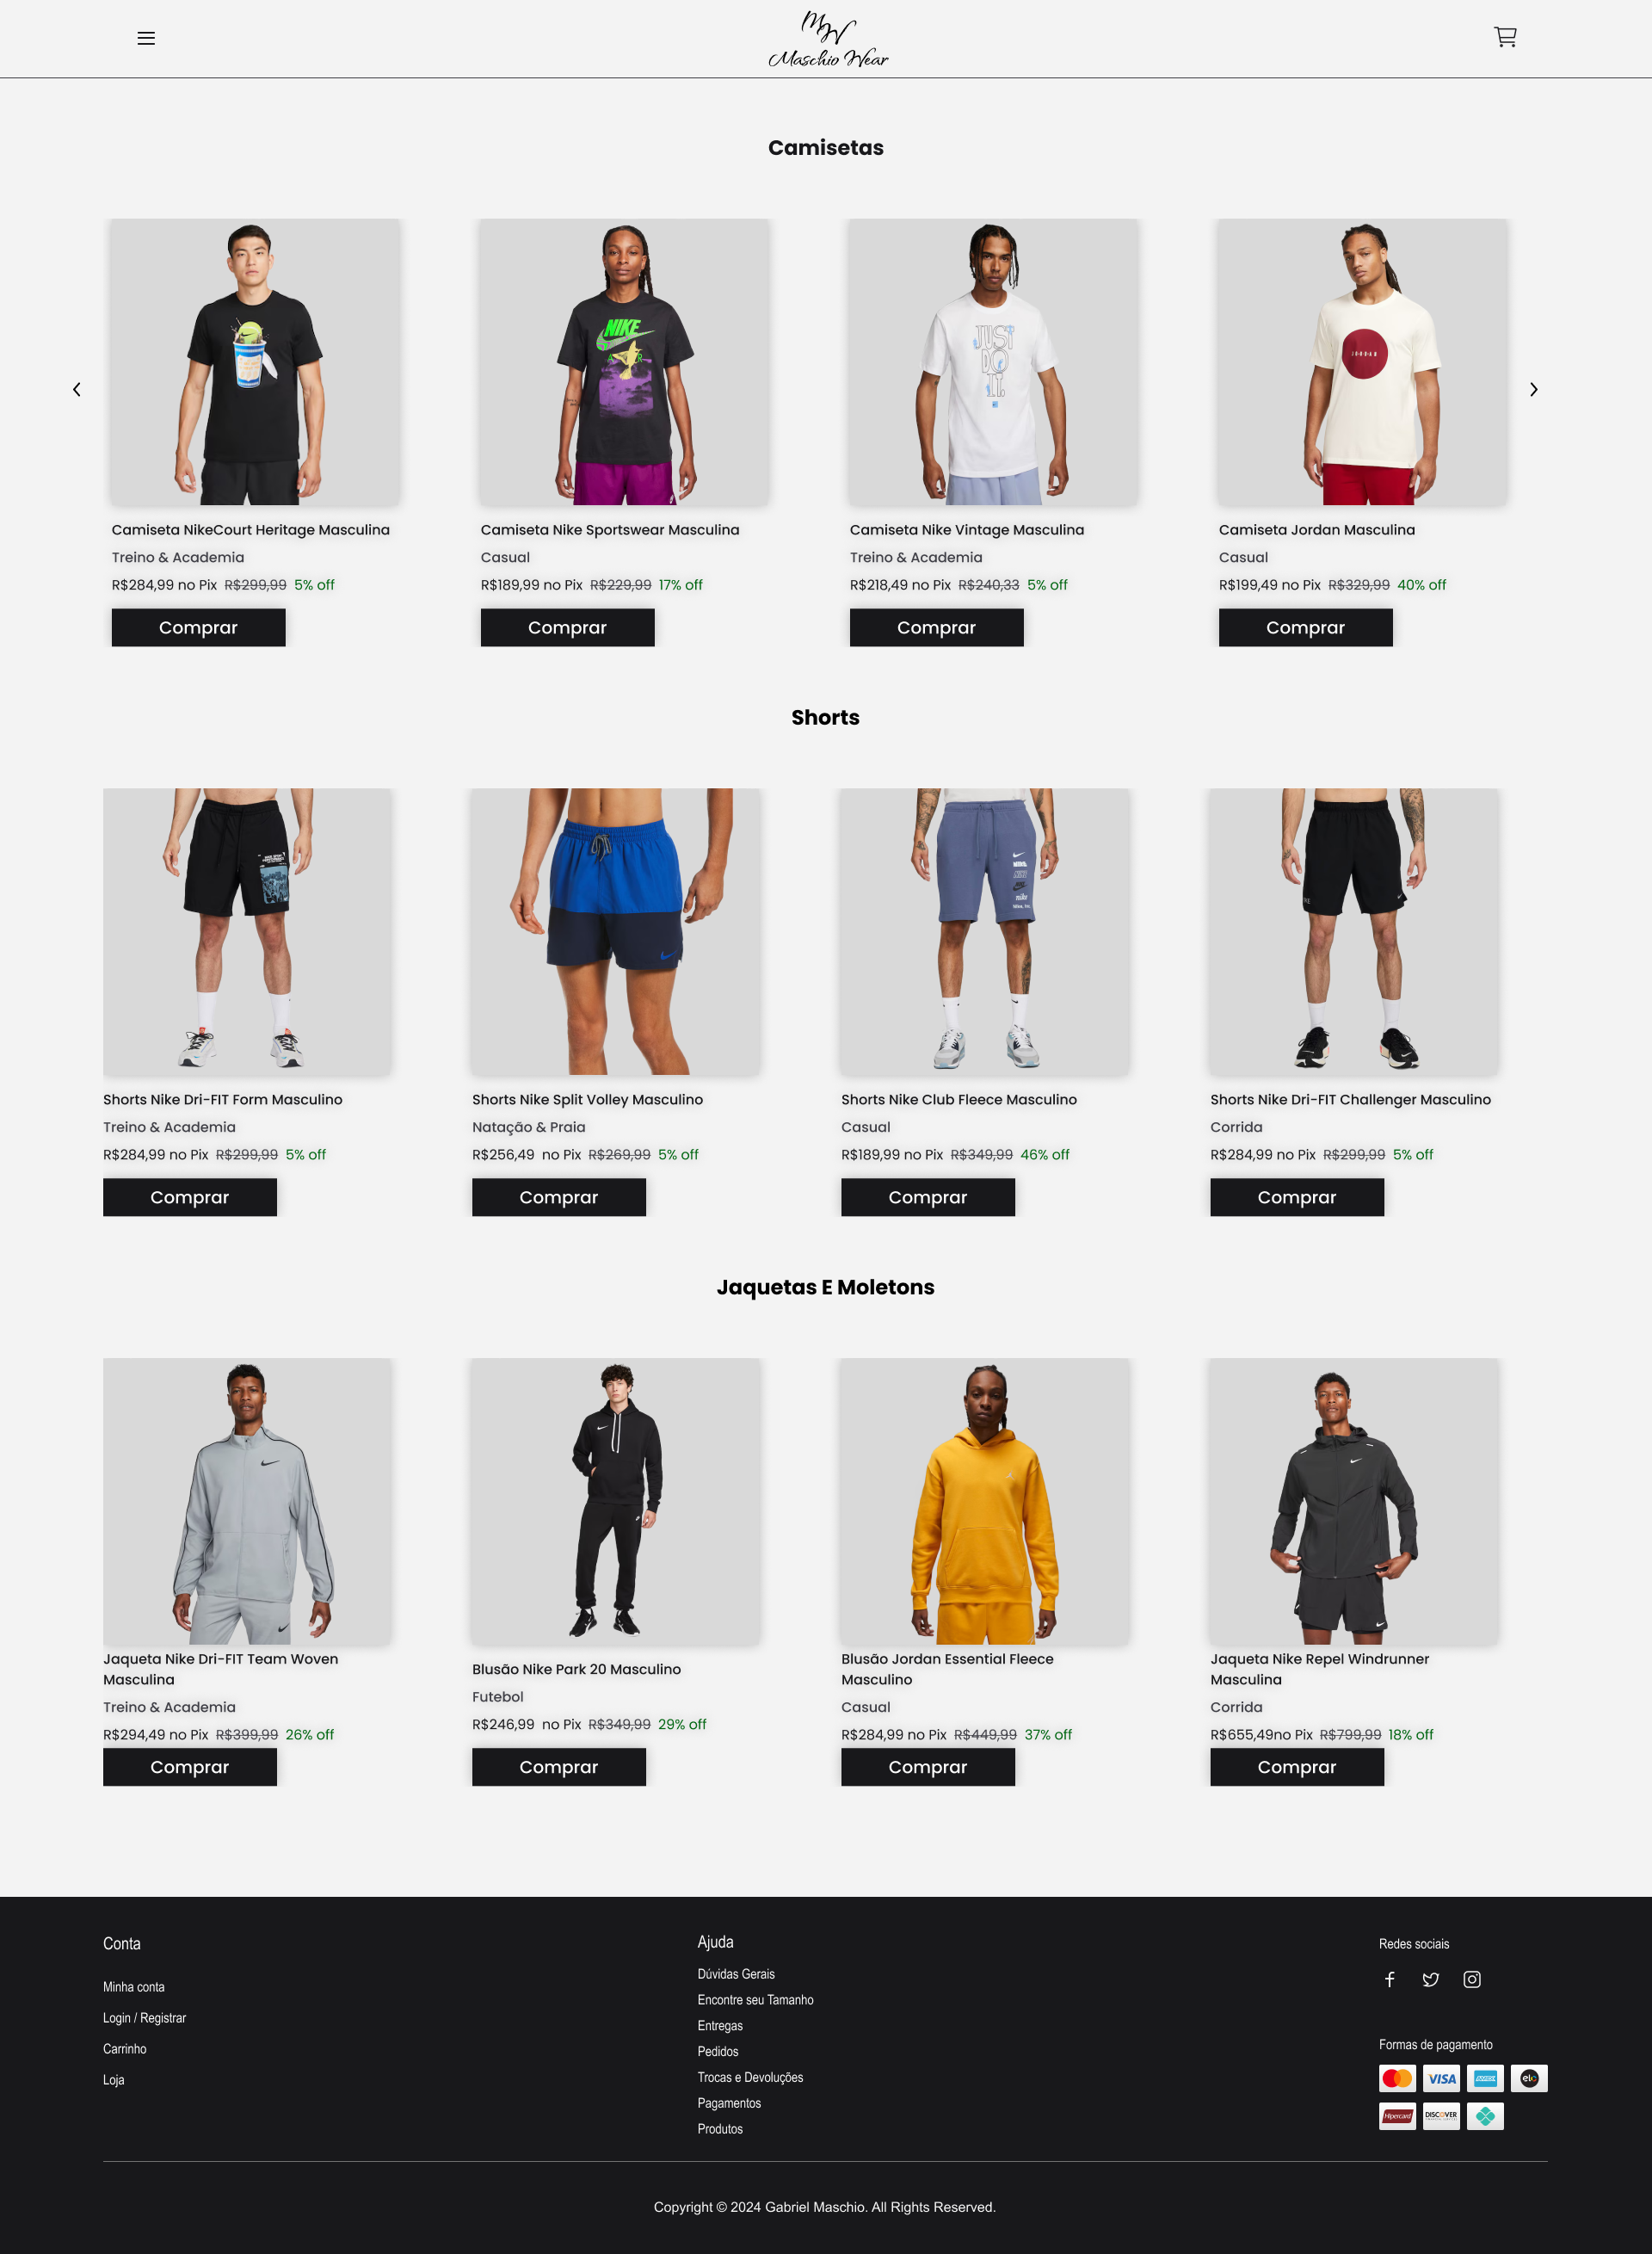 MW
Maschio Wear
Camisetas
NIKE
AIR
JUST
DO
IT.
JORDAN
Camiseta NikeCourt Heritage Masculina
Camiseta Nike Sportswear Masculina
Camiseta Nike Vintage Masculina
Camiseta Jordan Masculina
Treino & Academia
Casual
Treino & Academia
Casual
R$284,99 no Pix R$299,99 5% off
R$189,99 no Pix R$229,99 17% off
R$218,49 no Pix R$240,33 5% off
R$199,49 no Pix R$329,99 40% off
Comprar
Comprar
Comprar
Comprar
Shorts
Shorts Nike Dri-FIT Form Masculino
Shorts Nike Split Volley Masculino
Shorts Nike Club Fleece Masculino
Shorts Nike Dri-FIT Challenger Masculino
Treino & Academia
Natação & Praia
Casual
Corrida
R$284,99 no Pix R$299,99 5% off
R$256,49 no Pix R$269,99 5% off
R$189,99 no Pix R$349,99 46% off
R$284,99 no Pix R$299,99 5% off
Comprar
Comprar
Comprar
Comprar
Jaquetas E Moletons
Jaqueta Nike Dri-FIT Team Woven
Masculina
Blusão Nike Park 20 Masculino
Blusão Jordan Essential Fleece
Masculino
Jaqueta Nike Repel Windrunner
Masculina
Treino & Academia
Futebol
Casual
Corrida
R$294,49 no Pix R$399,99 26% off
R$246,99 no Pix R$349,99 29% off
R$284,99 no Pix R$449,99 37% off
R$655,49no Pix R$799,99 18% off
Comprar
Comprar
Comprar
Comprar
Conta
Minha conta
Login / Registrar
Carrinho
Loja
Ajuda
Dúvidas Gerais
Encontre seu Tamanho
Entregas
Pedidos
Trocas e Devoluções
Pagamentos
Produtos
Redes sociais
Formas de pagamento
VISA
elo
Hipercard
DISCOVER
Copyright © 2024 Gabriel Maschio. All Rights Reserved.